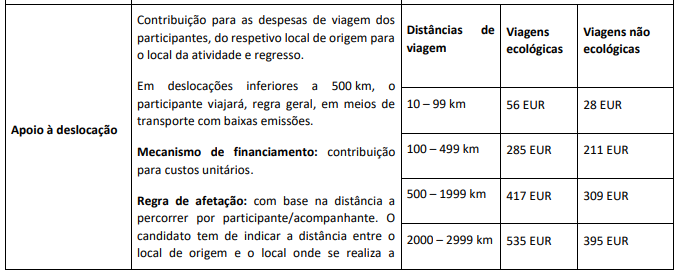 Apoio à deslocação
Contribuição para as despesas de viagem dos
participantes, do respetivo local de origem para
o local da atividade e regresso.
Em deslocações inferiores a 500 km, o
participante viajará, regra geral, em meios de
transporte com baixas emissões.
Mecanismo de financiamento: contribuição
para custos unitários.
Regra de afetação: com base na distância a
percorrer por participante/acompanhante. O
candidato tem de indicar a distância entre o
local de origem e o local onde se realiza a
Distâncias de
viagem
Viagens
ecológicas
Viagens não
ecológicas
10 – 99 km
56 EUR
28 EUR
100 – 499 km
285 EUR
211 EUR
500 – 1999 km
417 EUR
309 EUR
2000 – 2999 km
535 EUR
395 EUR